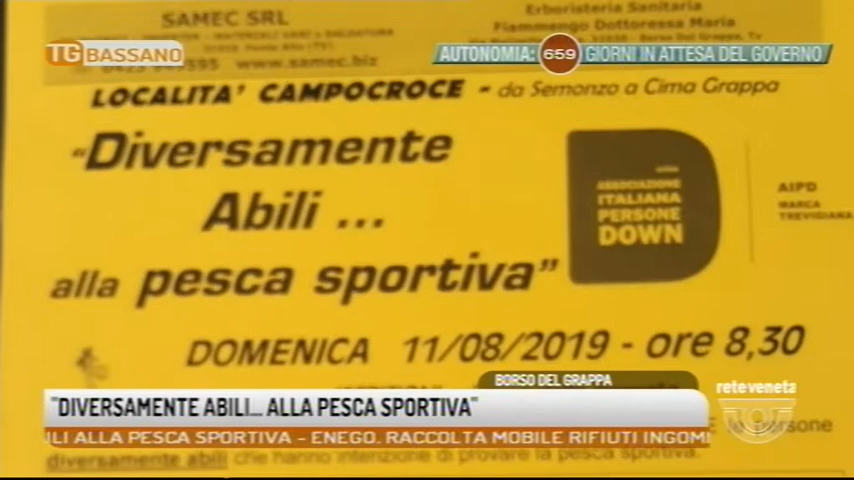 SAMEC SRL
Erboristeria Sanitaria
Fiammengo Dottoressa Maria
TG BASSANO
www.samec.biz
AUTONOMIA: 659 GIORNI IN ATTESA DEL GOVERNO
LOCALITA' CAMPOCROCE - da Semonzo a Cima Grappa
"Diversamente
Abili ...
alla pesca sportiva"
ASSOCIAZIONE
ITALIANA
PERSONE
DOWN
AIPD
MARCA
TREVIGIANA
DOMENICA 11/08/2019 - ore 8,30
BORSO DEL GRAPPA
"DIVERSAMENTE ABILI... ALLA PESCA SPORTIVA"
reteveneta
ILI ALLA PESCA SPORTIVA - ENEGO. RACCOLTA MOBILE RIFIUTI INGOM
le persone
diversamente abili che hanno intenzione di provare la pesca sportiva.